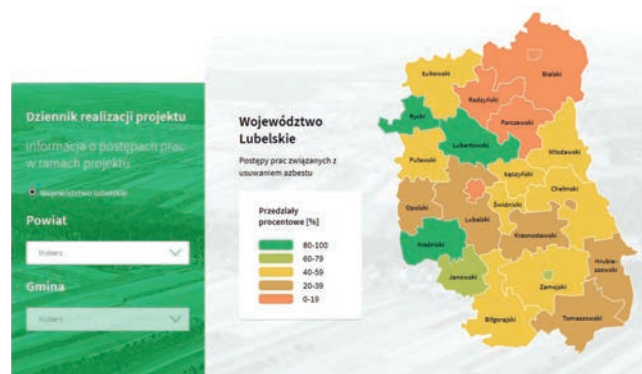 Dziennik realizacji projektu
Informacja o postępach prac
w ramach projektu
Województwo lubelskie
Powiat
Wybierz
Gmina
Wybierz
Województwo
Lubelskie
Postępy prac związanych z
usuwaniem azbestu
Przedziały
procentowe [%]
80-100
60-79
40-59
20-39
0-19
Łukowski
Bialski
Radzyński
Rycki
Parczewski
Lubartowski
Włodawski
Puławski
Łęczyński
Chełmski
Opolski
Świdnicki
Lubelski
Krasnostawski
Kraśnicki
Hrubie-
szowski
Janowski
Zamojski
Biłgorajski
Tomaszowski